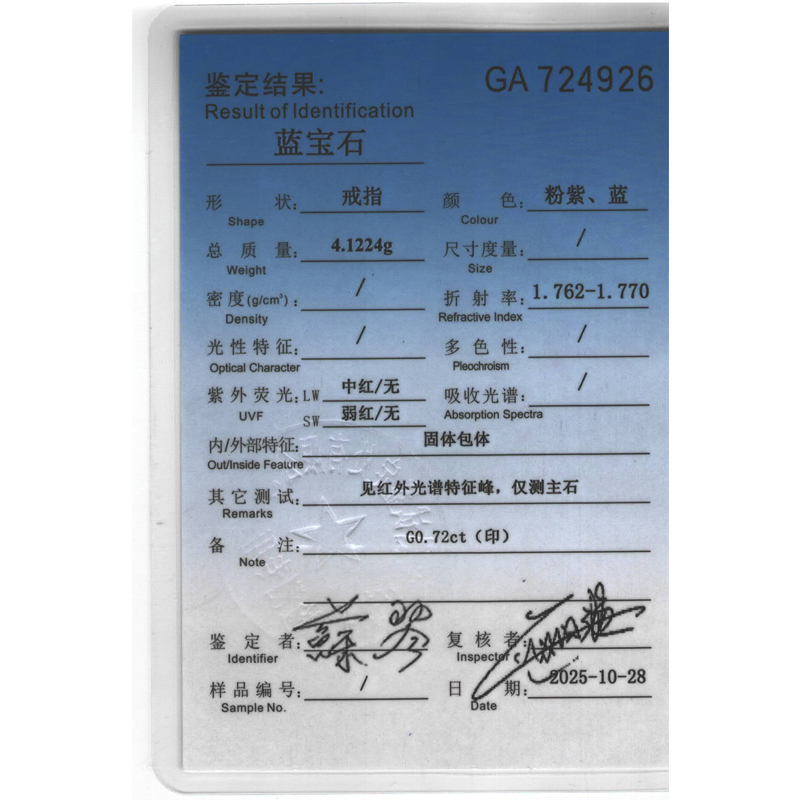 鉴定结果: GA 724926
Result of Identification
蓝宝石
形状: 戒指 颜色: 粉紫、蓝
Shape Colour
总质量: 4.1224g 尺寸度量: /
Weight Size
密度(g/cm³): / 折射率: 1.762-1.770
Density Refractive Index
光性特征: / 多色性: /
Optical Character Pleochroism
紫外荧光: LW 中红/无 吸收光谱: /
UVF SW 弱红/无 Absorption Spectra
内/外部特征: 固体包体
Out/Inside Feature
其它测试: 见红外光谱特征峰，仅测主石
Remarks
备注: G0.72ct（印）
Note
鉴定者: 复核者:
Identifier Inspector
样品编号: / 日期: 2025-10-28
Sample No. Date